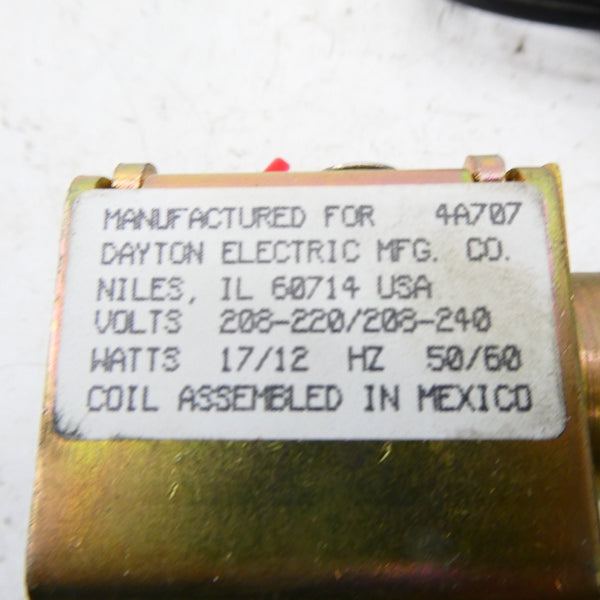 MANUFACTURED FOR 4A707
DAYTON ELECTRIC MFG. CO.
NILES, IL 60714 USA
VOLTS 208-220/208-240
WATTS 17/12 HZ 50/60
COIL ASSEMBLED IN MEXICO